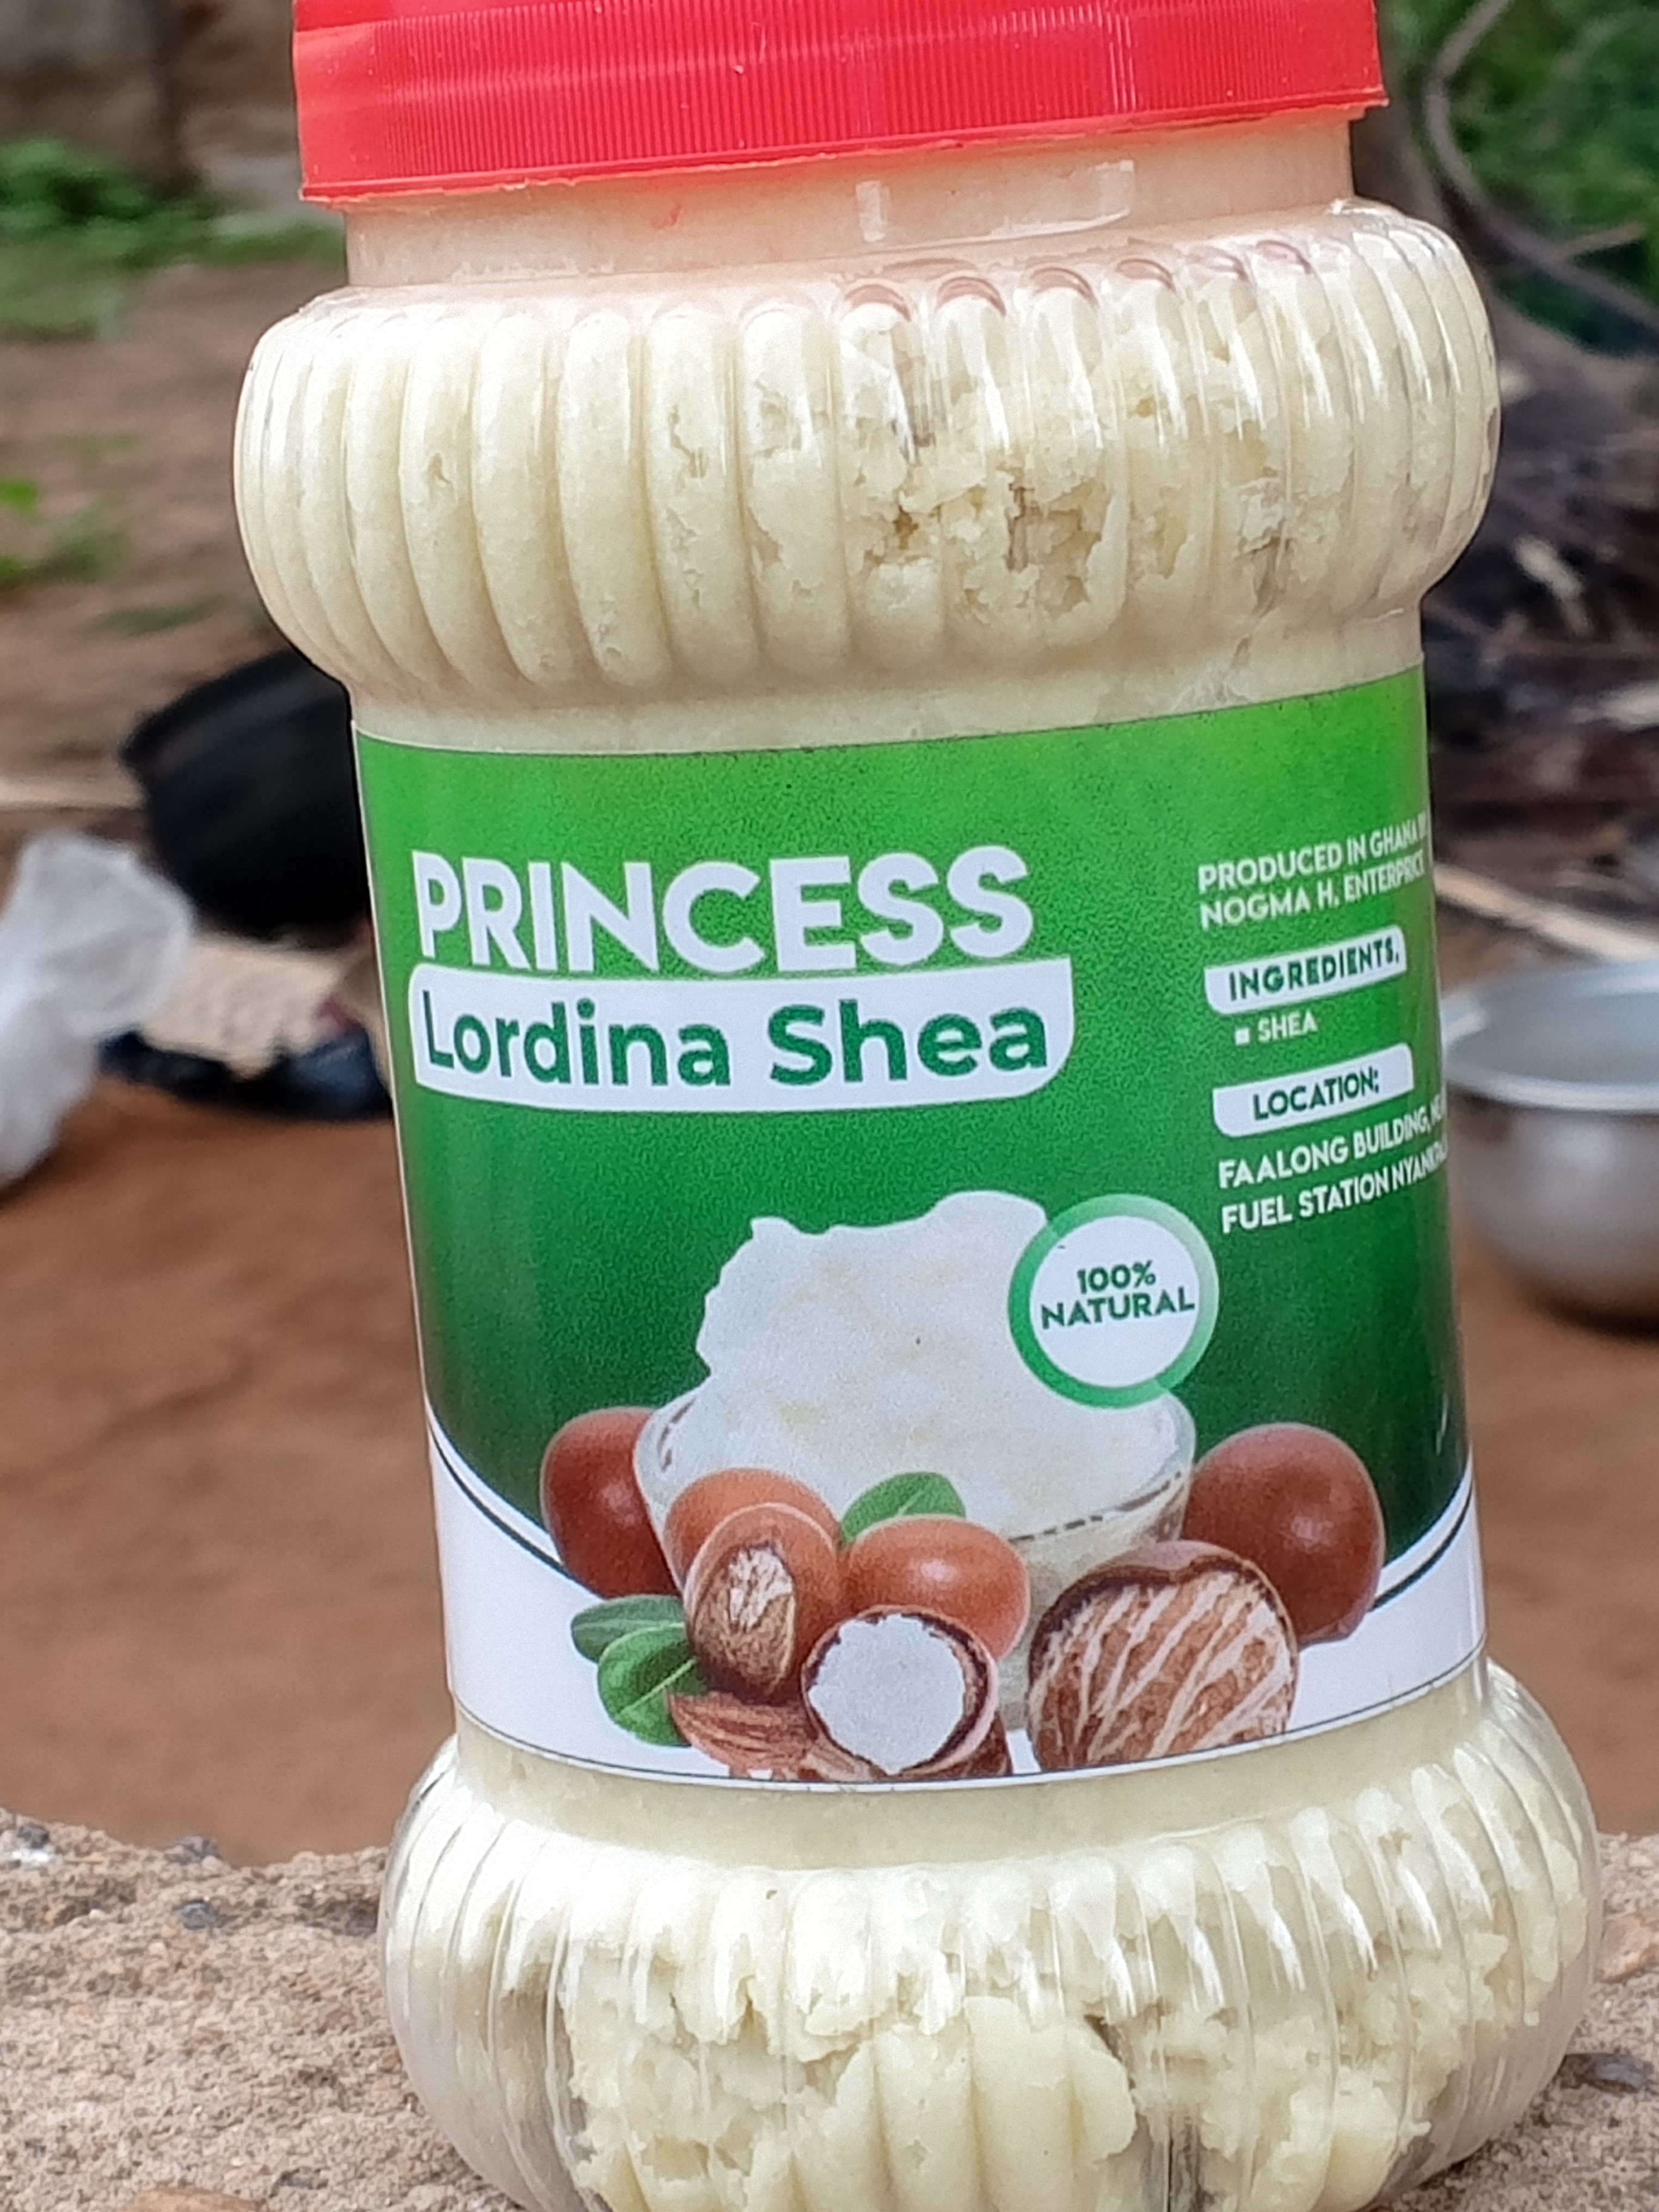 PRINCESS
Lordina Shea
PRODUCED IN GHANA
NOGMA H. ENTERPRICE
INGREDIENTS,
▪ SHEA
LOCATION;
FAALONG BUILDING,
FUEL STATION
100%
NATURAL